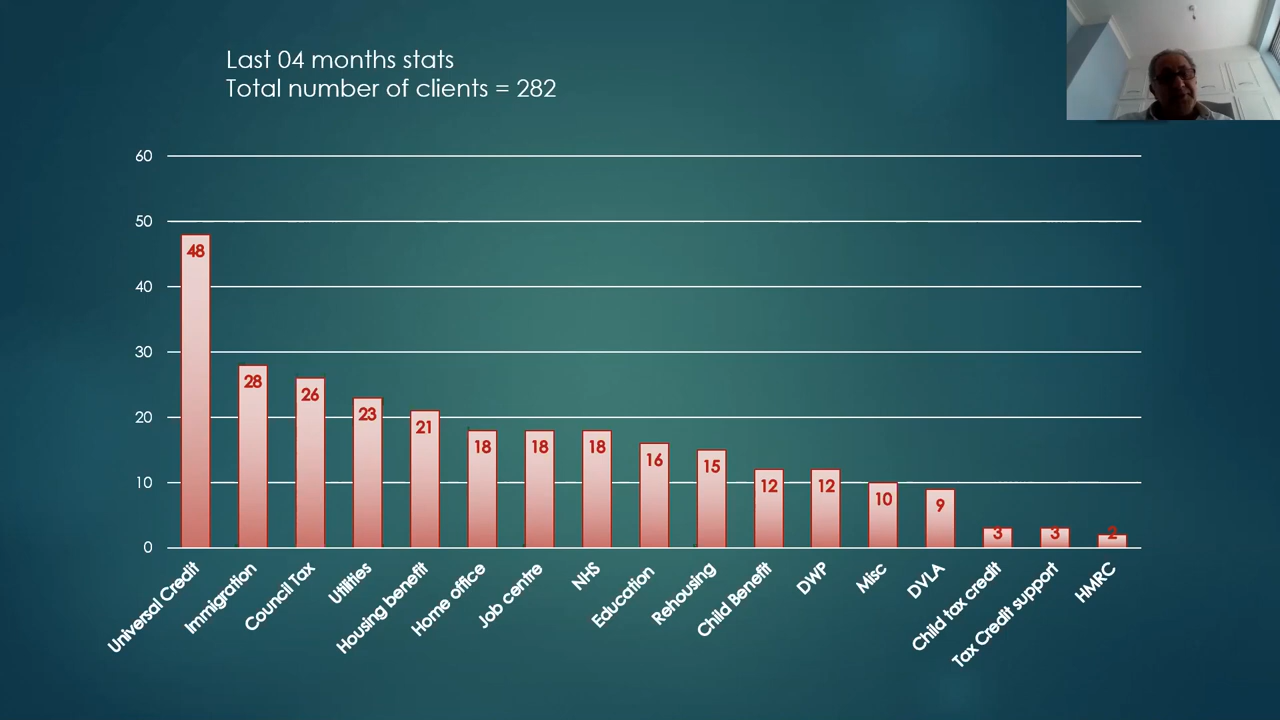 Last 04 months stats
Total number of clients = 282
60
50
40
30
20
10
0
48
28
26
23
21
18
18
18
16
15
12
12
10
9
3
3
2
Universal Credit
Immigration
Council Tax
Utilities
Housing benefit
Home office
Job centre
NHS
Education
Rehousing
Child Benefit
DWP
Misc
DVLA
Child tax credit
Tax Credit support
HMRC